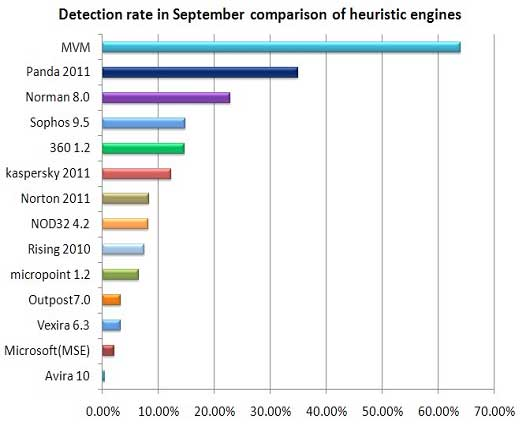 Detection rate in September comparison of heuristic engines
MVM
Panda 2011
Norman 8.0
Sophos 9.5
360 1.2
kaspersky 2011
Norton 2011
NOD32 4.2
Rising 2010
micropoint 1.2
Outpost7.0
Vexira 6.3
Microsoft(MSE)
Avira 10
0.00% 10.00% 20.00% 30.00% 40.00% 50.00% 60.00% 70.00%